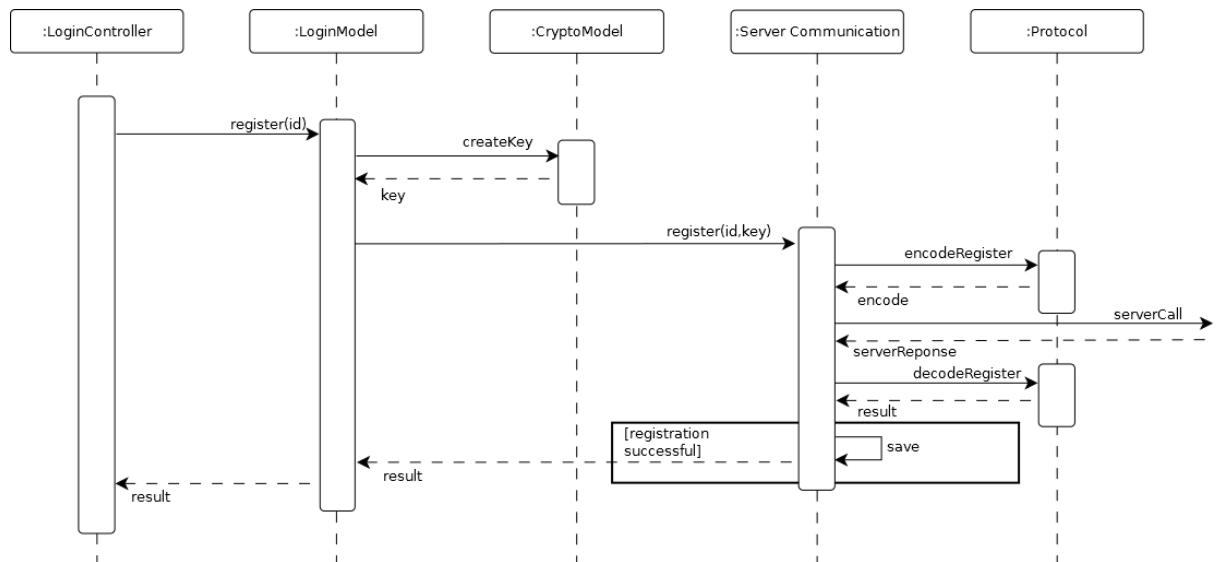 :LoginController
:LoginModel
:CryptoModel
:Server Communication
:Protocol
register(id)
createKey
key
register(id,key)
encodeRegister
encode
serverCall
serverReponse
decodeRegister
result
[registration
successful]
save
result
result